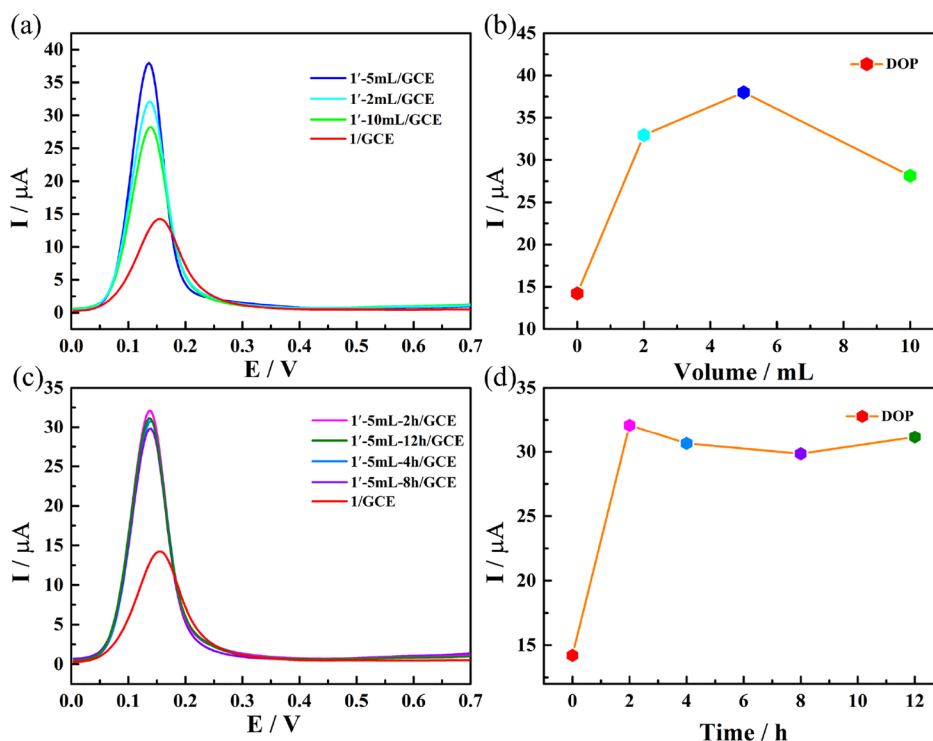 (a)
40
35
30
25
20
15
10
5
0
I / μA
0.0 0.1 0.2 0.3 0.4 0.5 0.6 0.7
E / V
1′-5mL/GCE
1′-2mL/GCE
1′-10mL/GCE
1/GCE
(b)
45
40
35
30
25
20
15
10
I / μA
0 2 4 6 8 10
Volume / mL
DOP
(c)
35
30
25
20
15
10
5
0
I / μA
0.0 0.1 0.2 0.3 0.4 0.5 0.6 0.7
E / V
1′-5mL-2h/GCE
1′-5mL-12h/GCE
1′-5mL-4h/GCE
1′-5mL-8h/GCE
1/GCE
(d)
35
30
25
20
15
I / μA
0 2 4 6 8 10 12
Time / h
DOP